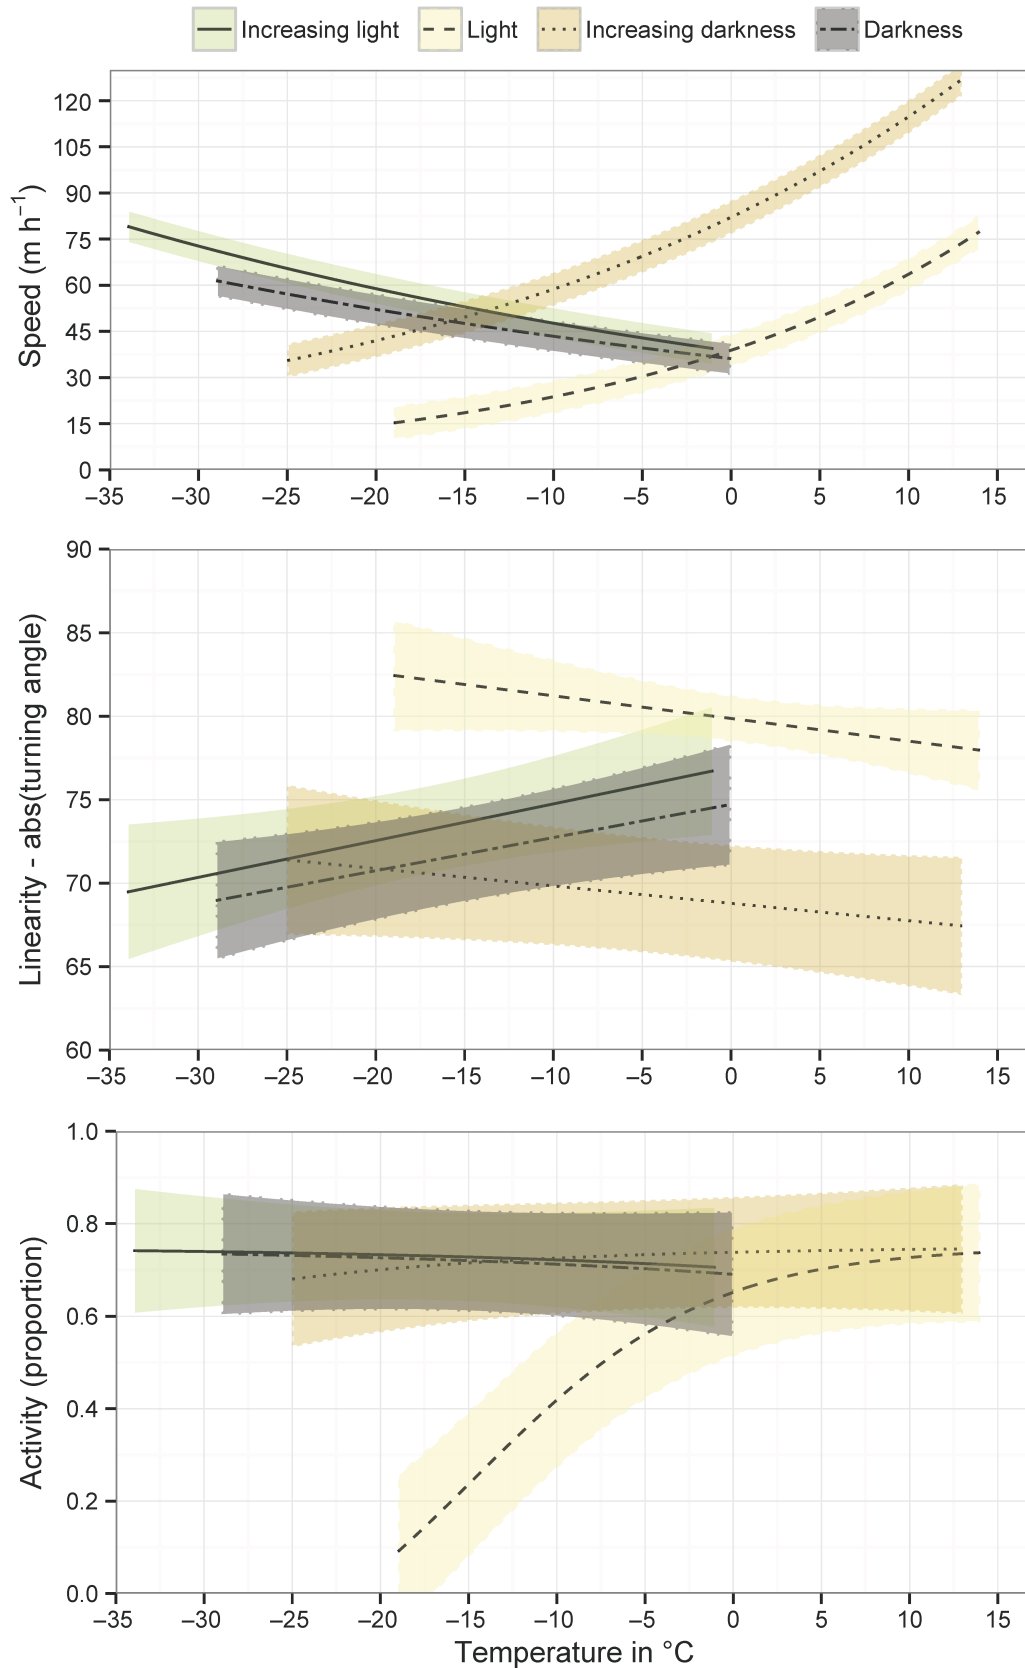 Increasing light Light Increasing darkness Darkness
Speed (m h⁻¹)
120
105
90
75
60
45
30
15
0
−35 −30 −25 −20 −15 −10 −5 0 5 10 15
Linearity - abs(turning angle)
90
85
80
75
70
65
60
−35 −30 −25 −20 −15 −10 −5 0 5 10 15
Activity (proportion)
1.0
0.8
0.6
0.4
0.2
0.0
−35 −30 −25 −20 −15 −10 −5 0 5 10 15
Temperature in °C